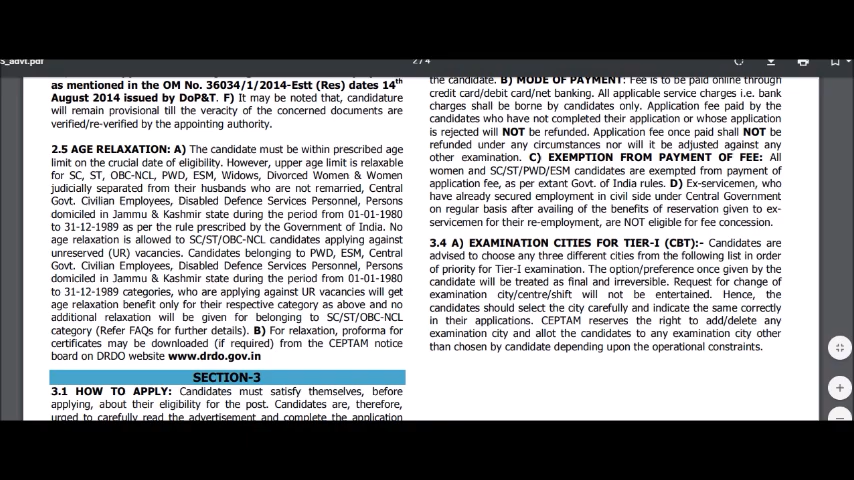 S_advt.pdf
2 / 4
as mentioned in the OM No. 36034/1/2014-Estt (Res) dates 14th
August 2014 issued by DoP&T. F) It may be noted that, candidature
will remain provisional till the veracity of the concerned documents are
verified/re-verified by the appointing authority.
2.5 AGE RELAXATION: A) The candidate must be within prescribed age
limit on the crucial date of eligibility. However, upper age limit is relaxable
for SC, ST, OBC-NCL, PWD, ESM, Widows, Divorced Women & Women
judicially separated from their husbands who are not remarried, Central
Govt. Civilian Employees, Disabled Defence Services Personnel, Persons
domiciled in Jammu & Kashmir state during the period from 01-01-1980
to 31-12-1989 as per the rule prescribed by the Government of India. No
age relaxation is allowed to SC/ST/OBC-NCL candidates applying against
unreserved (UR) vacancies. Candidates belonging to PWD, ESM, Central
Govt. Civilian Employees, Disabled Defence Services Personnel, Persons
domiciled in Jammu & Kashmir state during the period from 01-01-1980
to 31-12-1989 categories, who are applying against UR vacancies will get
age relaxation benefit only for their respective category as above and no
additional relaxation will be given for belonging to SC/ST/OBC-NCL
category (Refer FAQs for further details). B) For relaxation, proforma for
certificates may be downloaded (if required) from the CEPTAM notice
board on DRDO website www.drdo.gov.in
SECTION-3
3.1 HOW TO APPLY: Candidates must satisfy themselves, before
applying, about their eligibility for the post. Candidates are, therefore,
urged to carefully read the advertisement and complete the application
the candidate. B) MODE OF PAYMENT: Fee is to be paid online through
credit card/debit card/net banking. All applicable service charges i.e. bank
charges shall be borne by candidates only. Application fee paid by the
candidates who have not completed their application or whose application
is rejected will NOT be refunded. Application fee once paid shall NOT be
refunded under any circumstances nor will it be adjusted against any
other examination. C) EXEMPTION FROM PAYMENT OF FEE: All
women and SC/ST/PWD/ESM candidates are exempted from payment of
application fee, as per extant Govt. of India rules. D) Ex-servicemen, who
have already secured employment in civil side under Central Government
on regular basis after availing of the benefits of reservation given to ex-
servicemen for their re-employment, are NOT eligible for fee concession.
3.4 A) EXAMINATION CITIES FOR TIER-I (CBT):- Candidates are
advised to choose any three different cities from the following list in order
of priority for Tier-I examination. The option/preference once given by the
candidate will be treated as final and irreversible. Request for change of
examination city/centre/shift will not be entertained. Hence, the
candidates should select the city carefully and indicate the same correctly
in their applications. CEPTAM reserves the right to add/delete any
examination city and allot the candidates to any examination city other
than chosen by candidate depending upon the operational constraints.